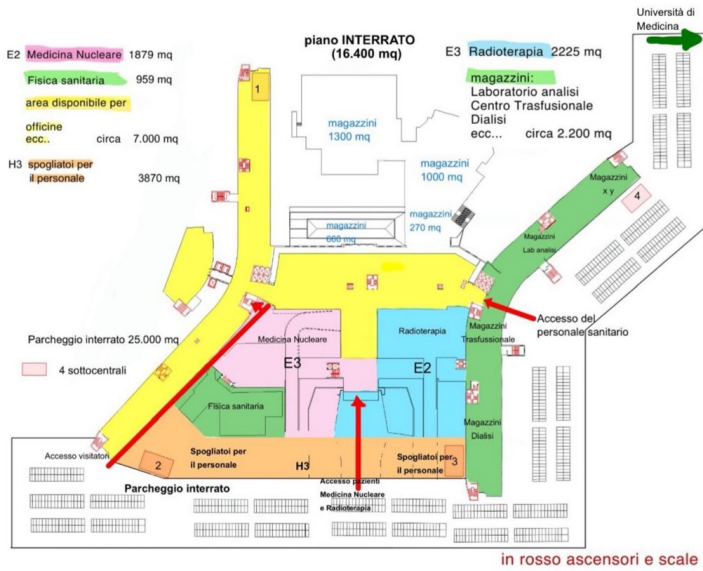 Università di
Medicina
piano INTERRATO
(16.400 mq)
E2 Medicina Nucleare 1879 mq
Fisica sanitaria 959 mq
area disponibile per
officine
ecc.. circa 7.000 mq
H3 spogliatoi per
il personale 3870 mq
E3 Radioterapia 2225 mq
magazzini:
Laboratorio analisi
Centro Trasfusionale
Dialisi
ecc... circa 2.200 mq
1
magazzini
1300 mq
magazzini
1000 mq
magazzini
270 mq
magazzini
660 mq
Magazzini
x y
4
Magazzini
Lab analisi
Accesso del
personale sanitario
Magazzini
Trasfussionale
Radioterapia
Medicina Nucleare
E3
E2
Parcheggio interrato 25.000 mq
4 sottocentrali
Fisica sanitaria
Magazzini
Dialisi
Accesso visitatori
Spogliatoi per
il personale
2
H3
Spogliatoi per
il personale
3
Parcheggio interrato
Accesso pazienti
Medicina Nucleare
e Radioterapia
in rosso ascensori e scale